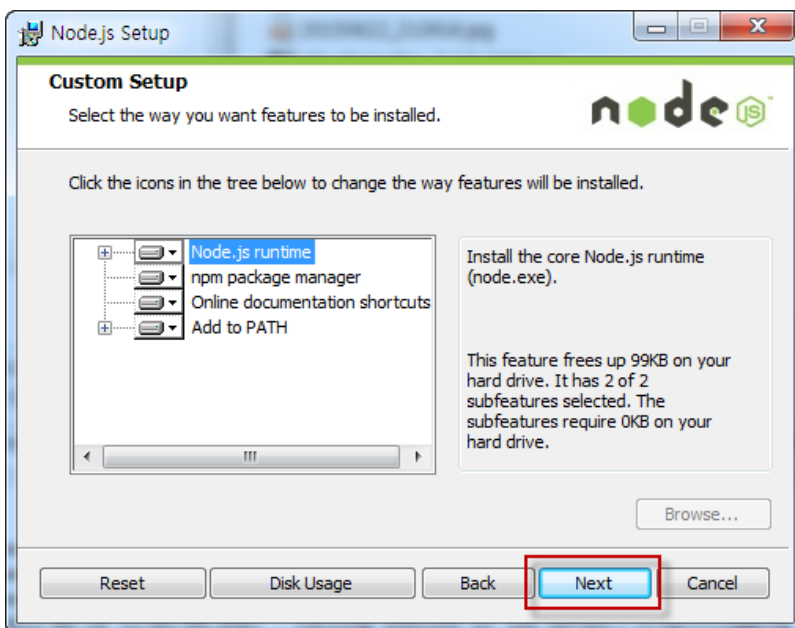 Node.js Setup
Custom Setup
Select the way you want features to be installed.
node JS
Click the icons in the tree below to change the way features will be installed.
Node.js runtime
npm package manager
Online documentation shortcuts
Add to PATH
Install the core Node.js runtime
(node.exe).
This feature frees up 99KB on your
hard drive. It has 2 of 2
subfeatures selected. The
subfeatures require 0KB on your
hard drive.
Browse...
Reset Disk Usage Back Next Cancel